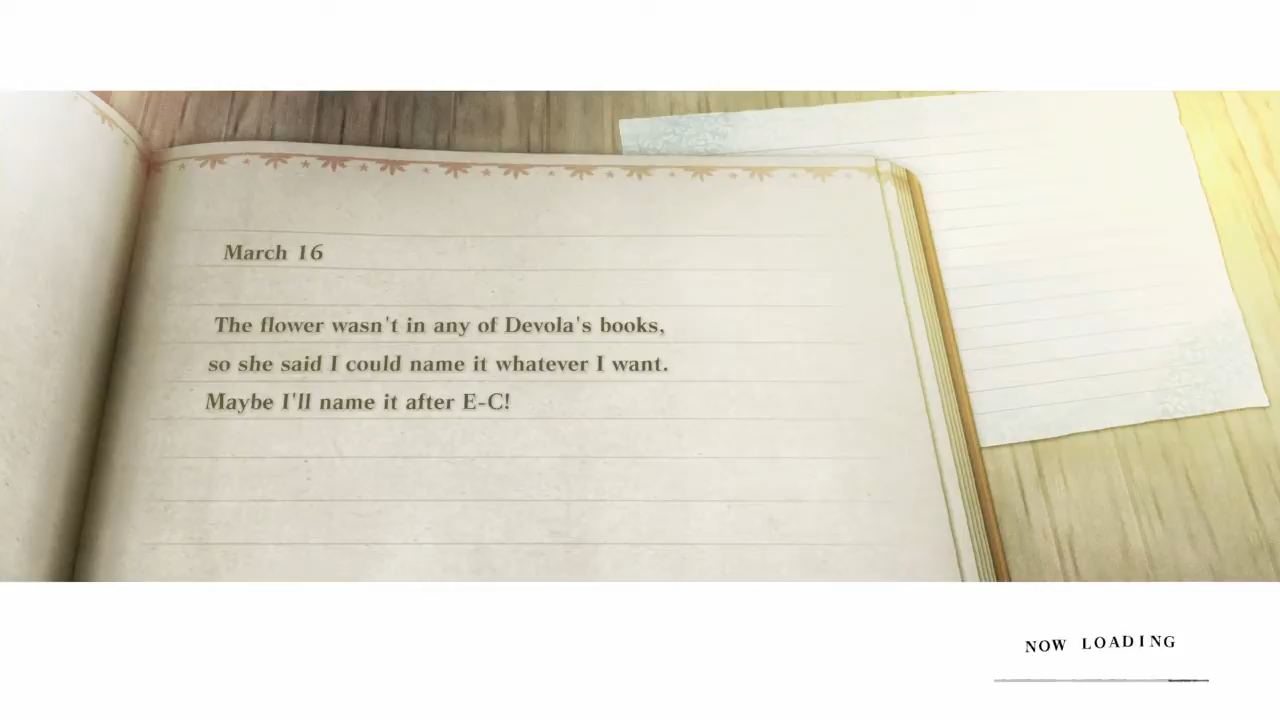 March 16
The flower wasn't in any of Devola's books,
so she said I could name it whatever I want.
Maybe I'll name it after E-C!
NOW LOADING